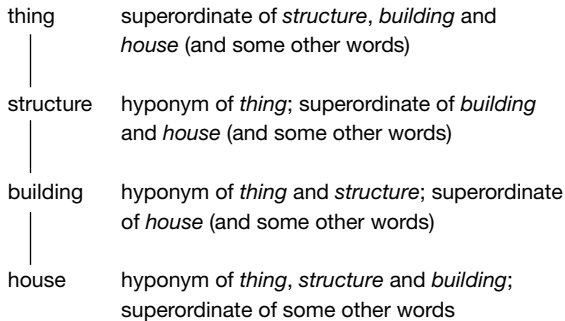 thing superordinate of structure, building and
house (and some other words)
structure hyponym of thing; superordinate of building
and house (and some other words)
building hyponym of thing and structure; superordinate
of house (and some other words)
house hyponym of thing, structure and building;
superordinate of some other words